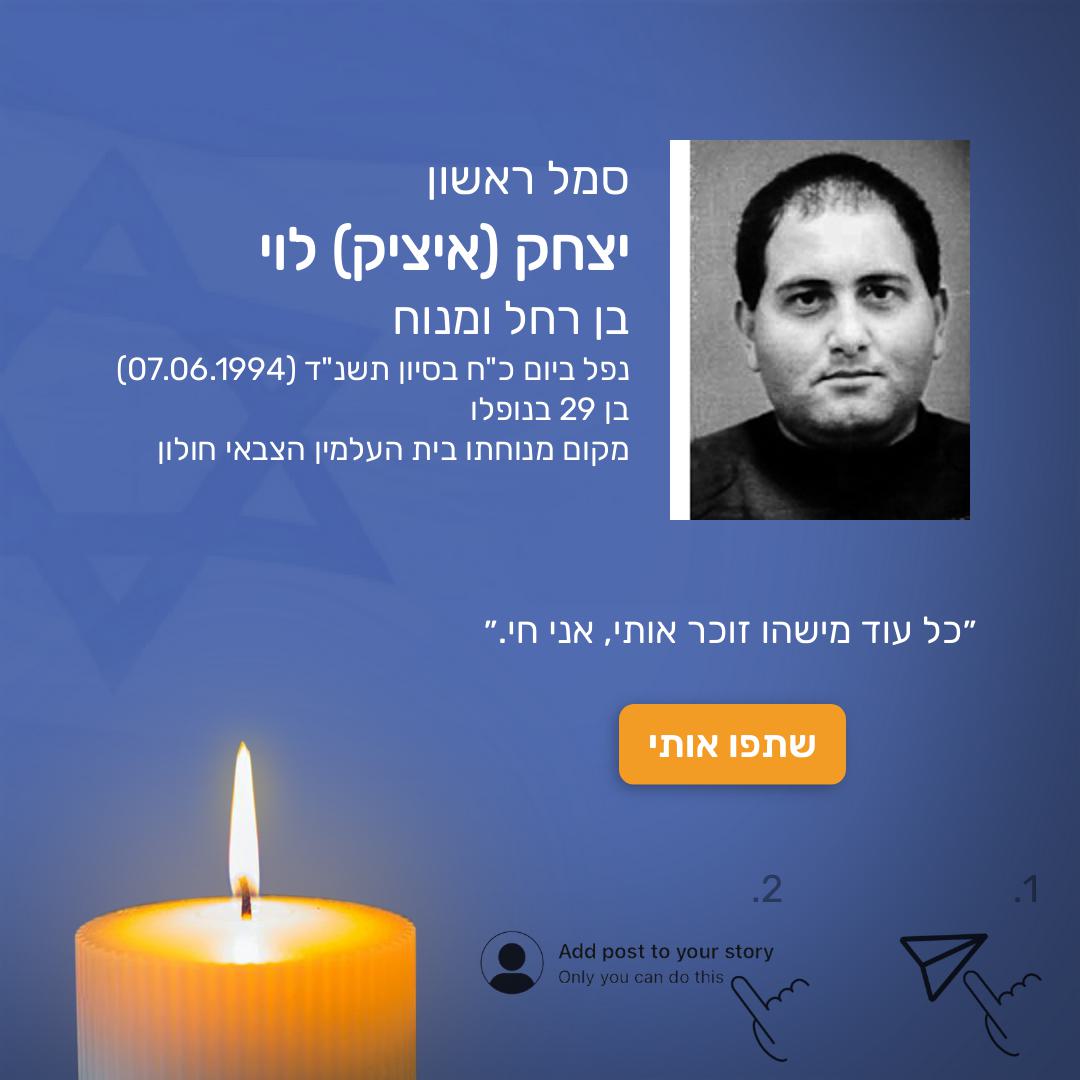 סמל ראשון
יצחק (איציק) לוי
בן רחל ומנוח
נפל ביום כ"ח בסיון תשנ"ד (07.06.1994)
בן 29 בנופלו
מקום מנוחתו בית העלמין הצבאי חולון
״כל עוד מישהו זוכר אותי, אני חי.״
שתפו אותי
.1
.2
Add post to your story
Only you can do this